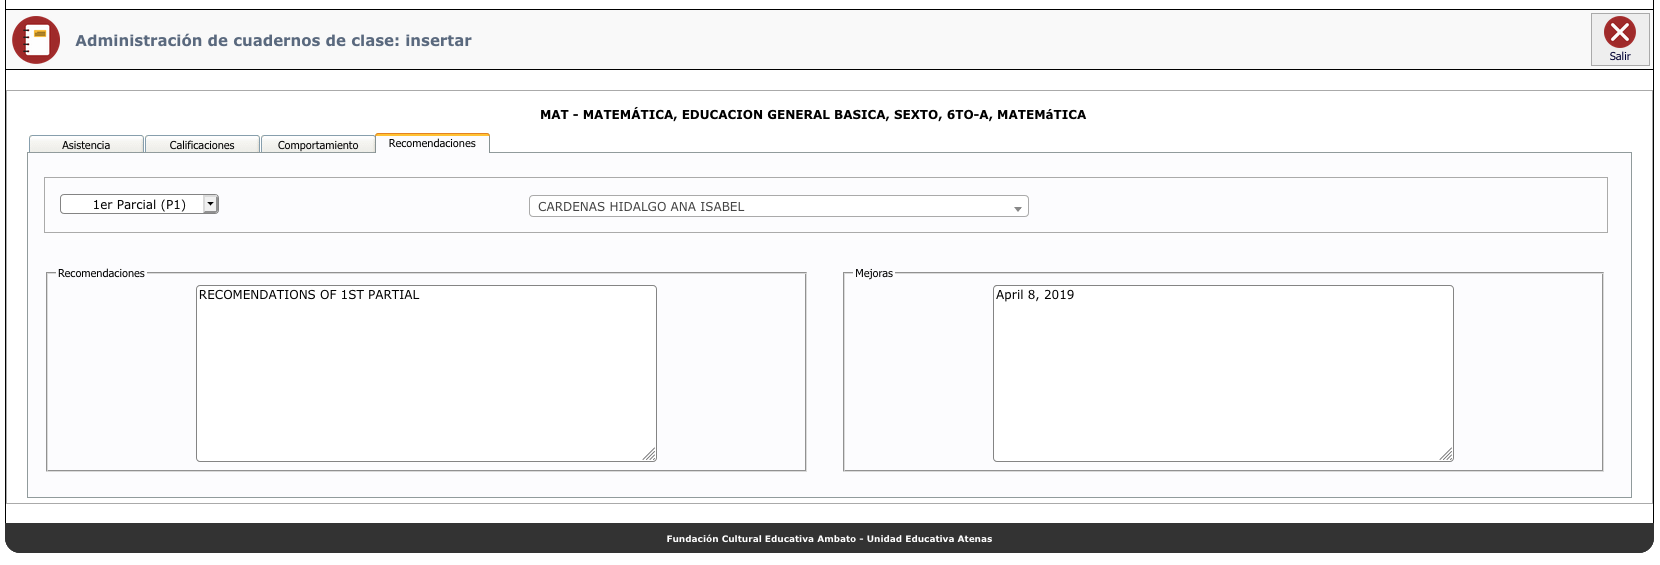 Administración de cuadernos de clase: insertar
Salir
MAT - MATEMÁTICA, EDUCACION GENERAL BASICA, SEXTO, 6TO-A, MATEMáTICA
Asistencia
Calificaciones
Comportamiento
Recomendaciones
1er Parcial (P1)
CARDENAS HIDALGO ANA ISABEL
Recomendaciones
RECOMENDATIONS OF 1ST PARTIAL
Mejoras
April 8, 2019
Fundación Cultural Educativa Ambato - Unidad Educativa Atenas